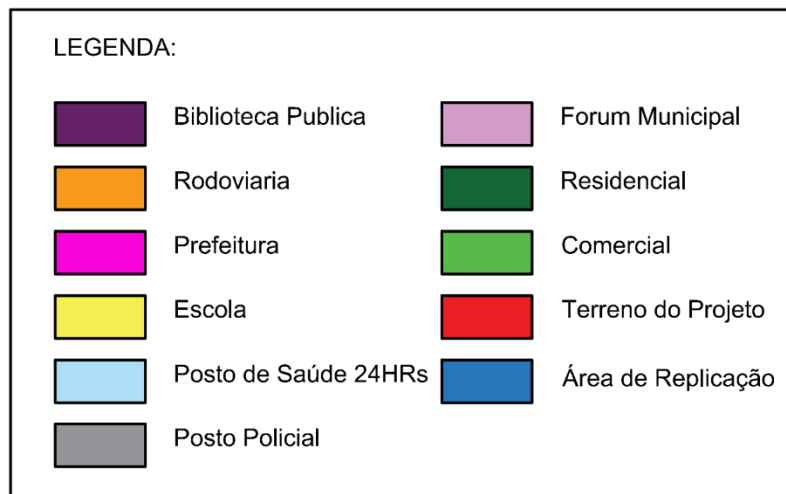 LEGENDA:
Biblioteca Publica
Rodoviaria
Prefeitura
Escola
Posto de Saúde 24HRs
Posto Policial
Forum Municipal
Residencial
Comercial
Terreno do Projeto
Área de Replicação